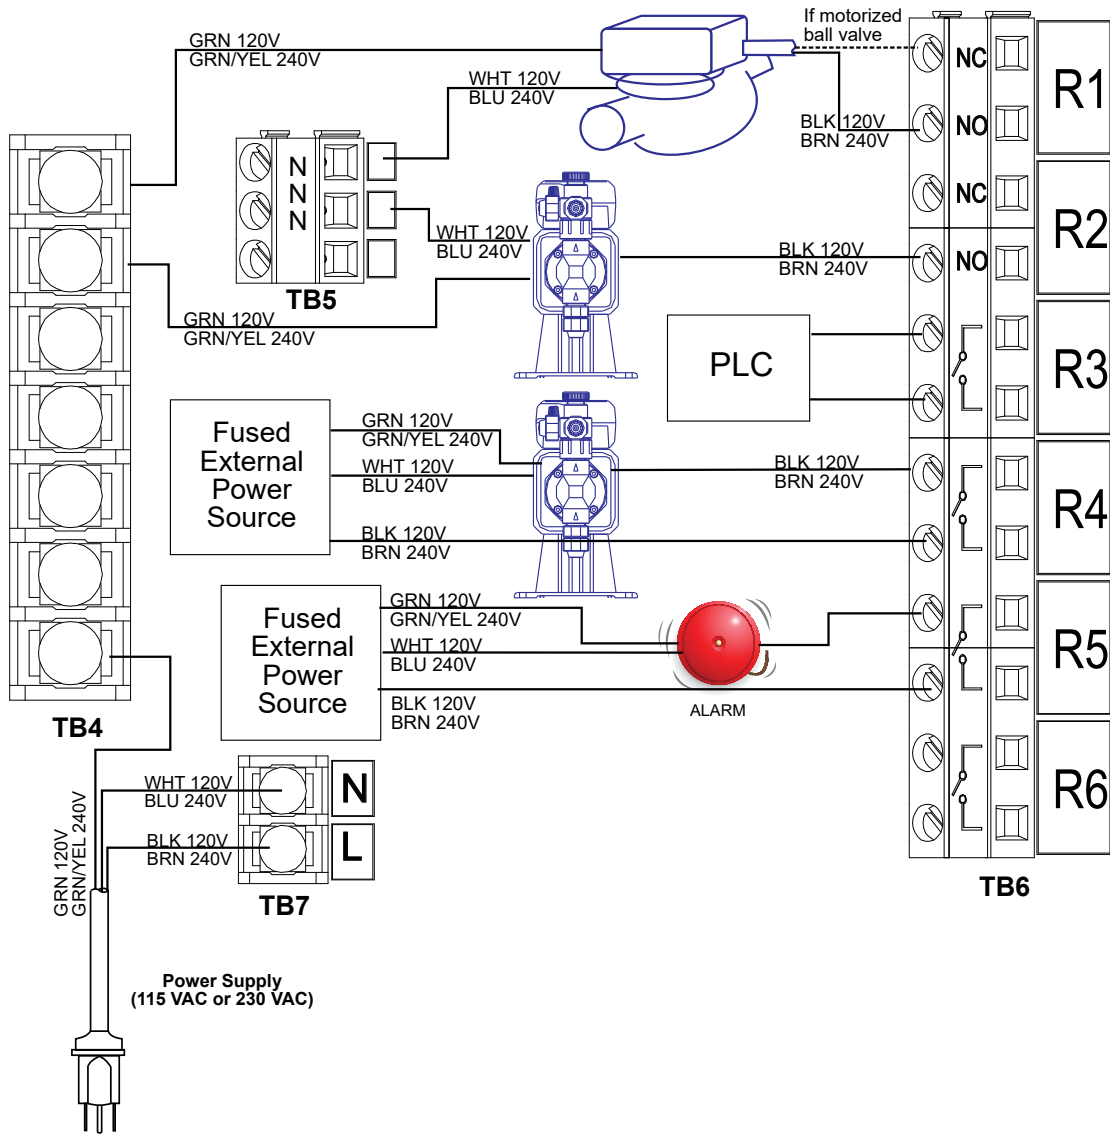 If motorized
ball valve
GRN 120V
GRN/YEL 240V
WHT 120V
BLU 240V
BLK 120V
BRN 240V
NC
NO
R1
N
N
N
TB5
WHT 120V
BLU 240V
BLK 120V
BRN 240V
NC
NO
R2
GRN 120V
GRN/YEL 240V
PLC
R3
Fused
External
Power
Source
GRN 120V
GRN/YEL 240V
WHT 120V
BLU 240V
BLK 120V
BRN 240V
BLK 120V
BRN 240V
R4
Fused
External
Power
Source
GRN 120V
GRN/YEL 240V
WHT 120V
BLU 240V
BLK 120V
BRN 240V
ALARM
R5
TB4
R6
TB6
WHT 120V
BLU 240V
N
BLK 120V
BRN 240V
L
TB7
GRN 120V
GRN/YEL 240V
Power Supply
(115 VAC or 230 VAC)